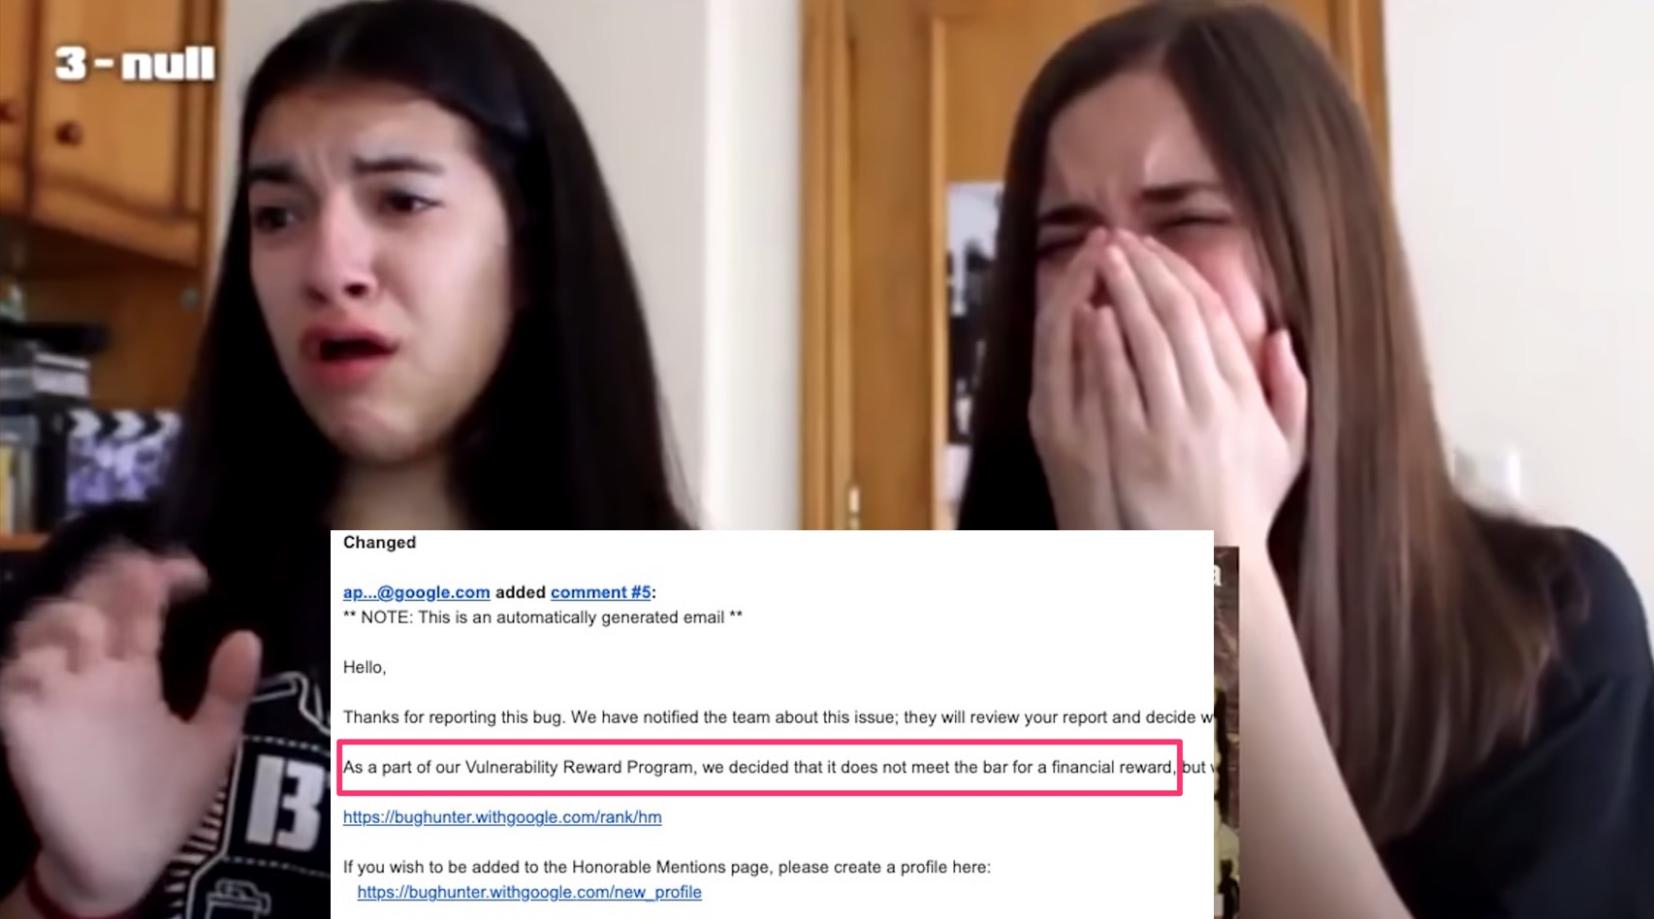 3 - null
Changed
ap...@google.com added comment #5:
** NOTE: This is an automatically generated email **
Hello,
Thanks for reporting this bug. We have notified the team about this issue; they will review your report and decide w
As a part of our Vulnerability Reward Program, we decided that it does not meet the bar for a financial reward, but
https://bughunter.withgoogle.com/rank/hm
If you wish to be added to the Honorable Mentions page, please create a profile here:
https://bughunter.withgoogle.com/new_profile